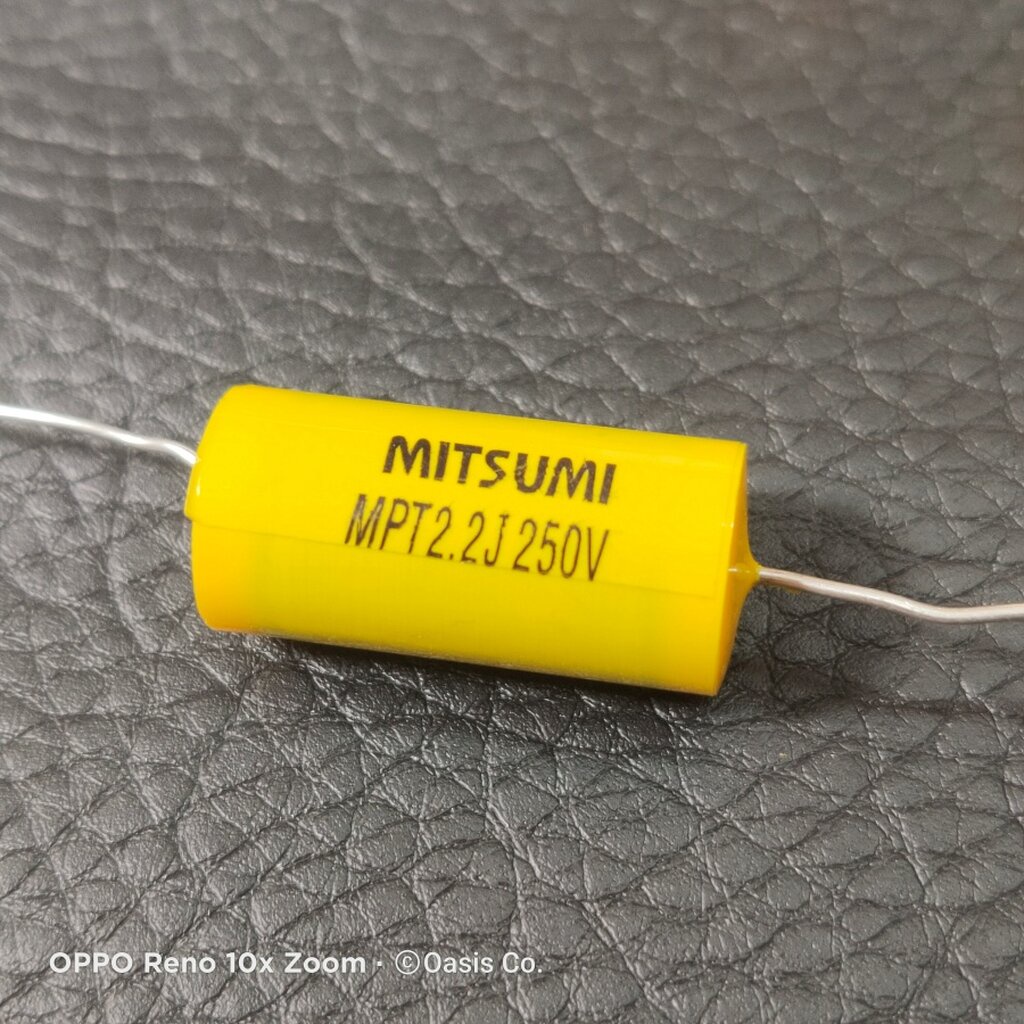 MITSUMI
MPT2.2J 250V
OPPO Reno 10x Zoom · ©Oasis Co.